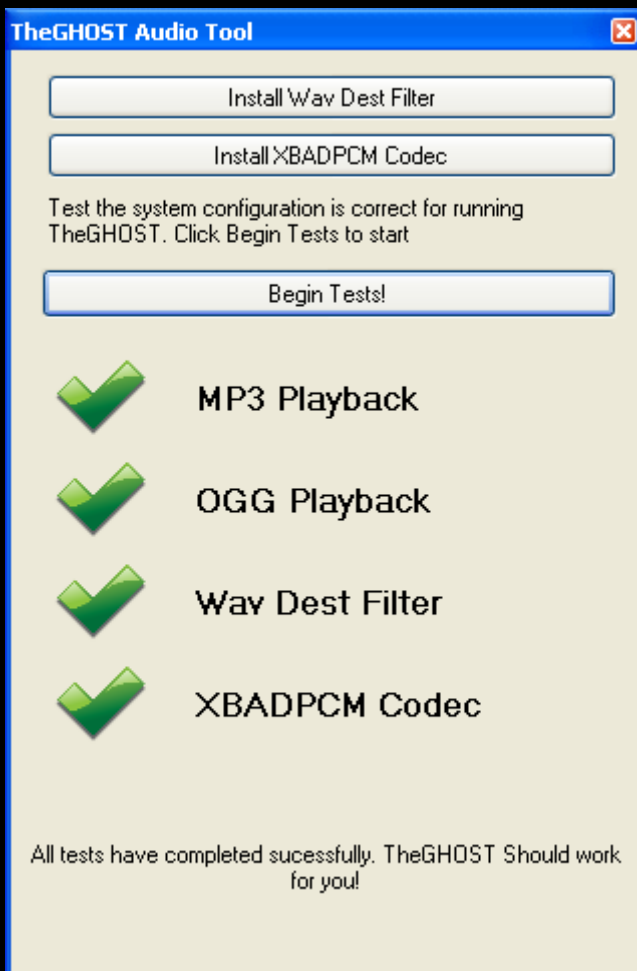 TheGHOST Audio Tool
Install Wav Dest Filter
Install XBADPCM Codec
Test the system configuration is correct for running
TheGHOST. Click Begin Tests to start
Begin Tests!
MP3 Playback
OGG Playback
Wav Dest Filter
XBADPCM Codec
All tests have completed sucessfully. TheGHOST Should work
for you!